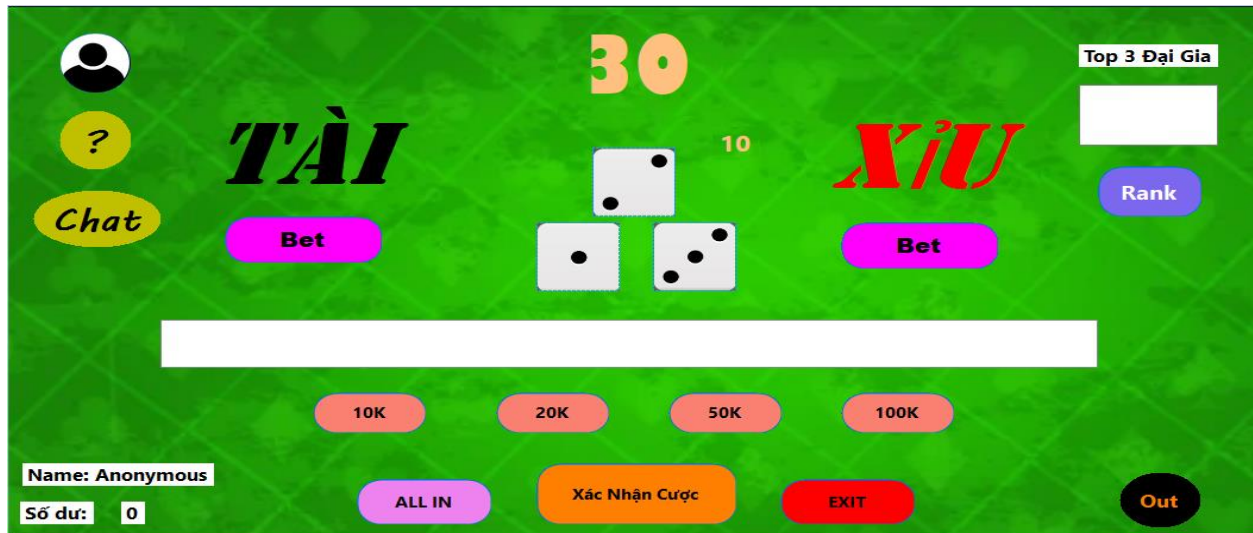 30
Top 3 Đại Gia
?
TÀI
10
XỈU
Rank
Chat
Bet
Bet
10K
20K
50K
100K
Name: Anonymous
ALL IN
Xác Nhận Cược
EXIT
Out
Số dư:
0